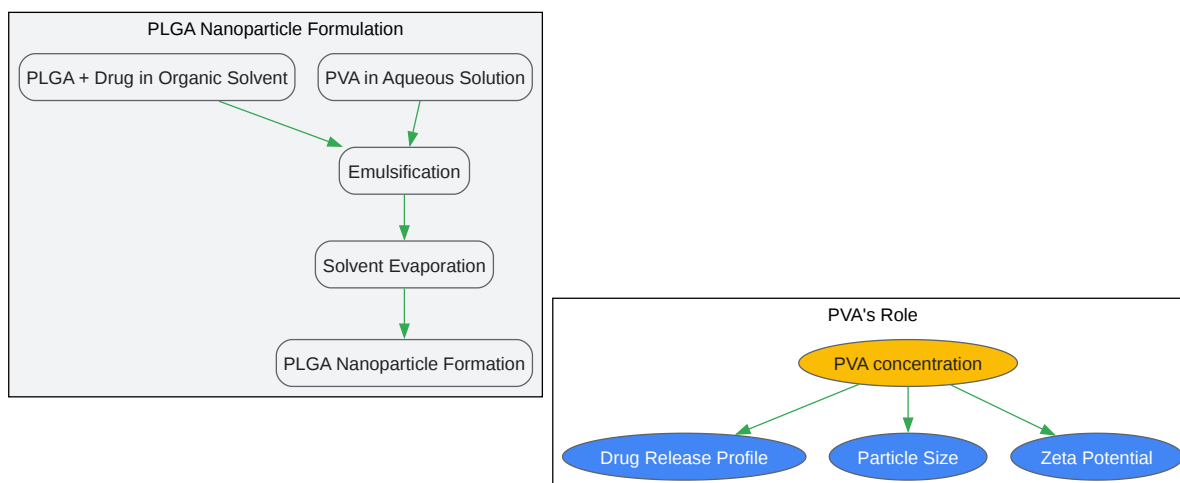 PLGA Nanoparticle Formulation
PLGA + Drug in Organic Solvent
PVA in Aqueous Solution
Emulsification
Solvent Evaporation
PLGA Nanoparticle Formation
PVA's Role
PVA concentration
Drug Release Profile
Particle Size
Zeta Potential